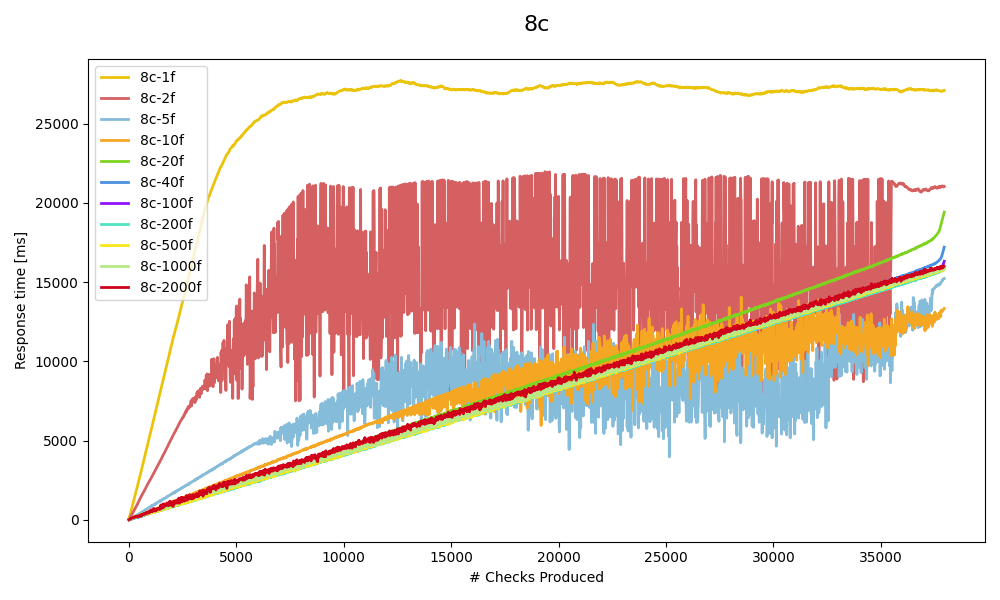 8c
8c-1f
8c-2f
8c-5f
8c-10f
8c-20f
8c-40f
8c-100f
8c-200f
8c-500f
8c-1000f
8c-2000f
Response time [ms]
25000
20000
15000
10000
5000
0
0 5000 10000 15000 20000 25000 30000 35000
# Checks Produced